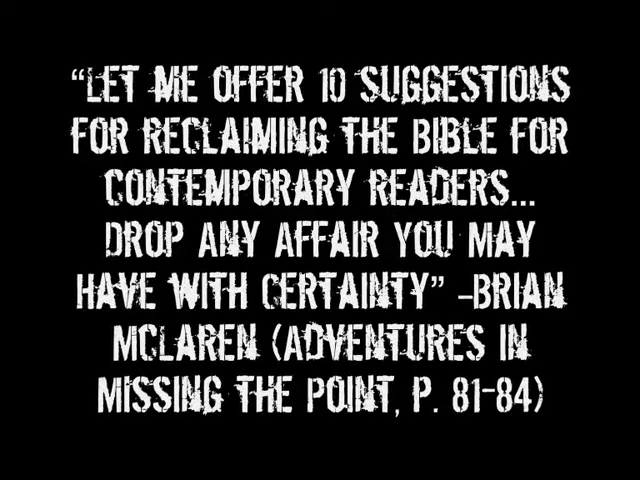 “LET ME OFFER 10 SUGGESTIONS
FOR RECLAIMING THE BIBLE FOR
CONTEMPORARY READERS...
DROP ANY AFFAIR YOU MAY
HAVE WITH CERTAINTY” -BRIAN
MCLAREN (ADVENTURES IN
MISSING THE POINT, P. 81-84)